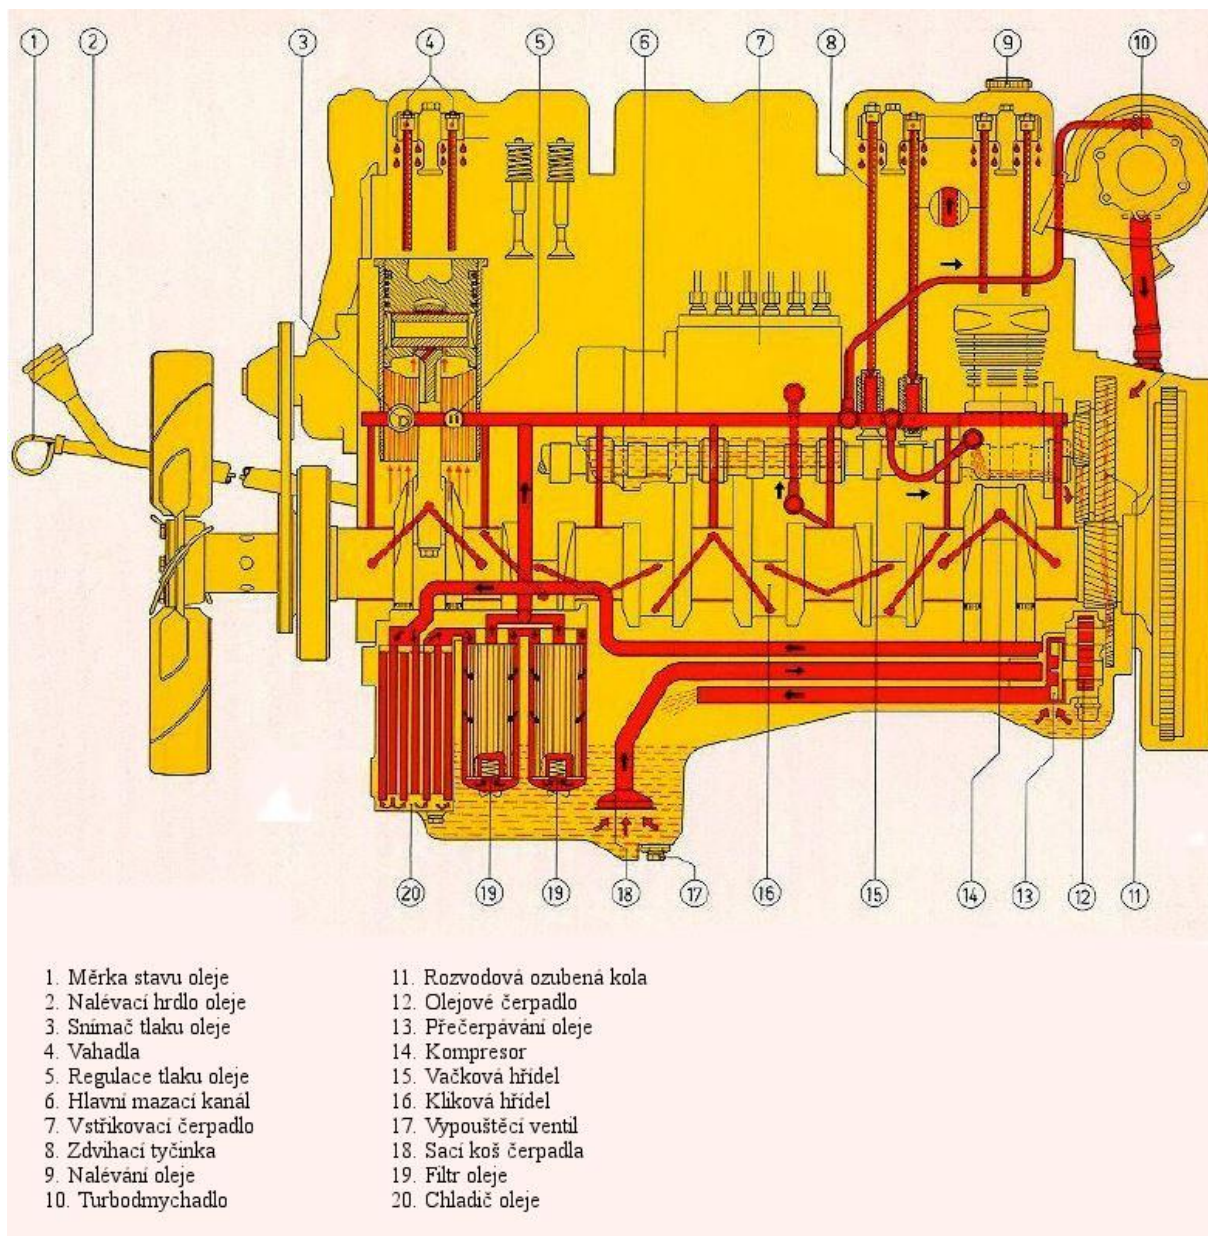 1 2 3 4 5 6 7 8 9 10
20 19 19 18 17 16 15 14 13 12 11
1. Měrka stavu oleje
2. Nalévací hrdlo oleje
3. Snímač tlaku oleje
4. Vahadla
5. Regulace tlaku oleje
6. Hlavní mazací kanál
7. Vstřikovací čerpadlo
8. Zdvihací tyčinka
9. Nalévání oleje
10. Turbodmychadlo
11. Rozvodová ozubená kola
12. Olejové čerpadlo
13. Přečerpávání oleje
14. Kompresor
15. Vačková hřídel
16. Kliková hřídel
17. Vypouštěcí ventil
18. Sací koš čerpadla
19. Filtr oleje
20. Chladič oleje